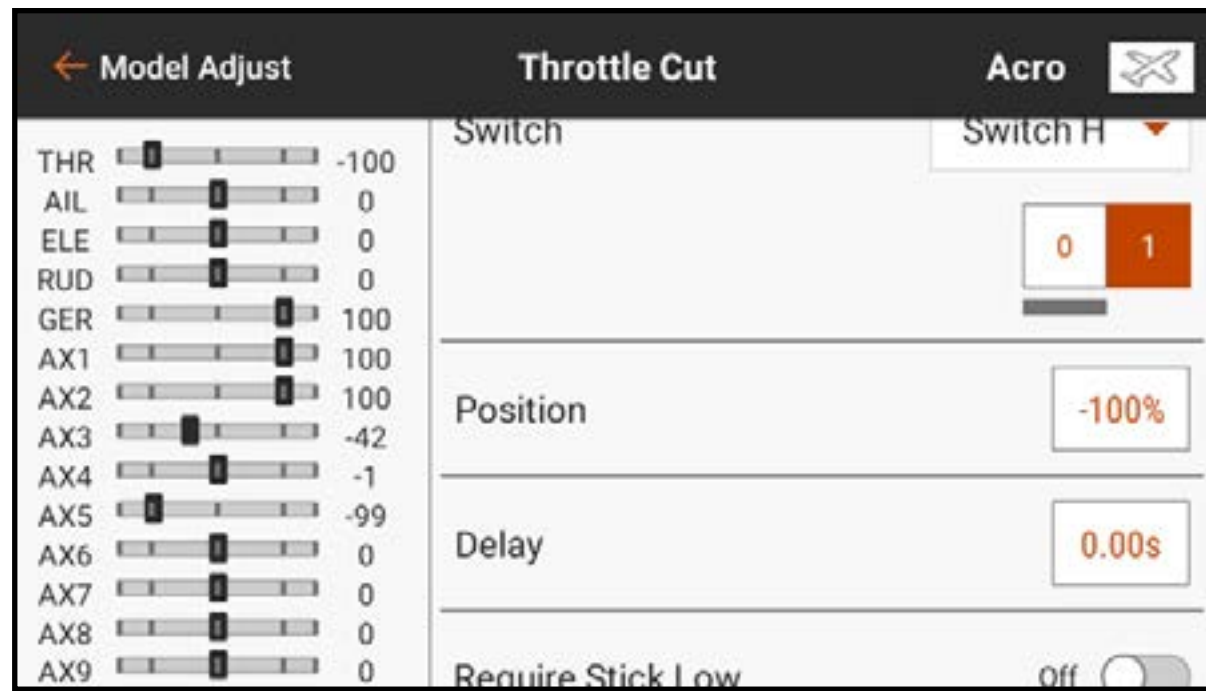 Model Adjust Throttle Cut Acro
THR -100
AIL 0
ELE 0
RUD 0
GER 100
AX1 100
AX2 100
AX3 -42
AX4 -1
AX5 -99
AX6 0
AX7 0
AX8 0
AX9 0
Switch Switch H
0 1
Position -100%
Delay 0.00s
Require Stick Low Off